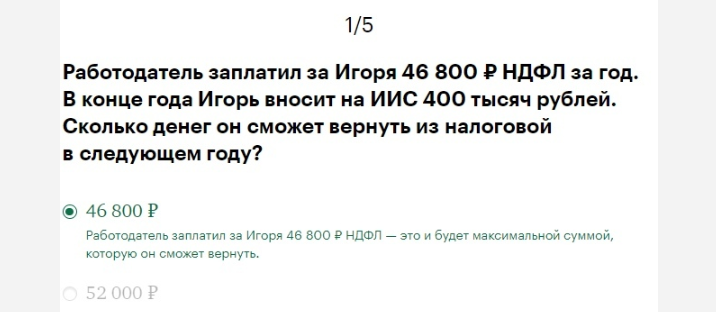 1/5
Работодатель заплатил за Игоря 46 800 ₽ НДФЛ за год.
В конце года Игорь вносит на ИИС 400 тысяч рублей.
Сколько денег он сможет вернуть из налоговой
в следующем году?
46 800 ₽
Работодатель заплатил за Игоря 46 800 ₽ НДФЛ — это и будет максимальной суммой,
которую он сможет вернуть.
52 000 ₽